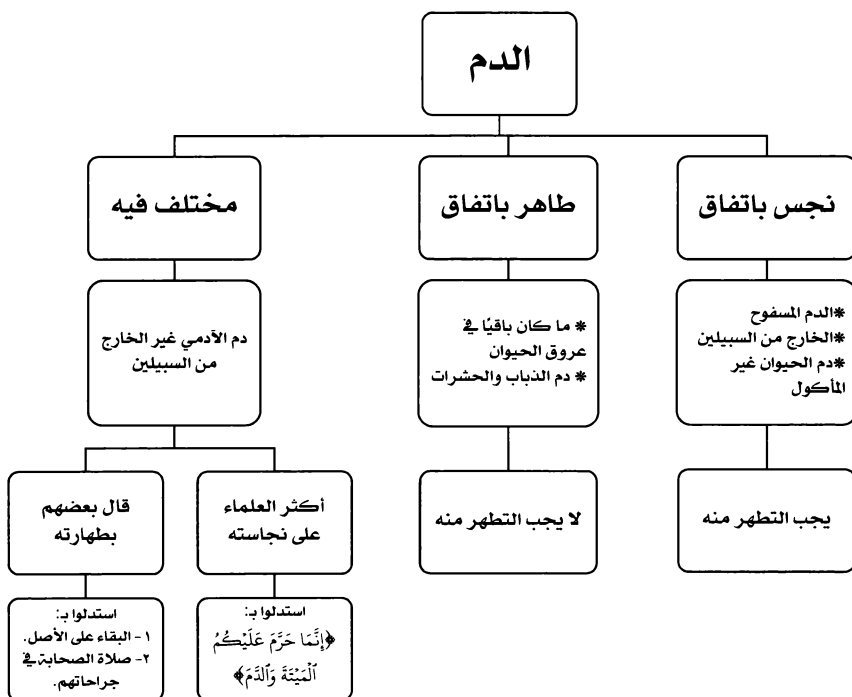 الدم
نجس باتفاق
طاهر باتفاق
مختلف فيه
*الدم المسفوح
*الخارج من السبيلين
*دم الحيوان غير
المأكول
* ما كان باقيًا في
عروق الحيوان
* دم الذباب والحشرات
دم الآدمي غير الخارج
من السبيلين
يجب التطهر منه
لا يجب التطهر منه
أكثر العلماء
على نجاسته
قال بعضهم
بطهارته
استدلوا بـ:
﴿إِنَّمَا حَرَّمَ عَلَيْكُمُ
ٱلْمَيْتَةَ وَٱلدَّمَ﴾
استدلوا بـ:
١- البقاء على الأصل.
٢- صلاة الصحابة في
جراحاتهم.